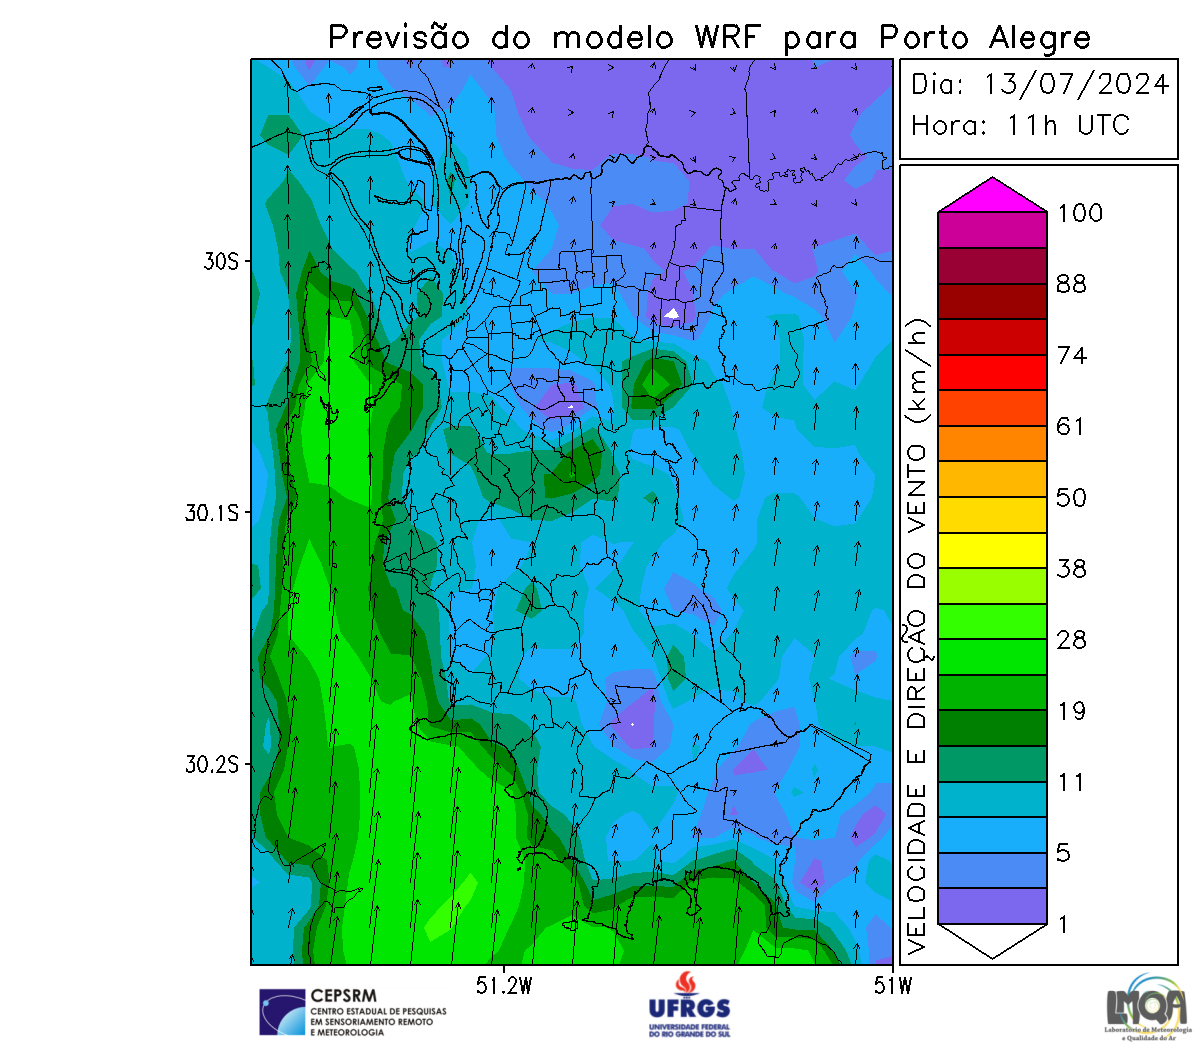 Previsão do modelo WRF para Porto Alegre
Dia: 13/07/2024
Hora: 11h UTC
VELOCIDADE E DIREÇÃO DO VENTO (km/h)
100
88
74
61
50
38
28
19
11
5
1
30S
30.1S
30.2S
51.2W
51W
CEPSRM
CENTRO ESTADUAL DE PESQUISAS
EM SENSORIAMENTO REMOTO
E METEOROLOGIA
UFRGS
UNIVERSIDADE FEDERAL
DO RIO GRANDE DO SUL
LMQA
Laboratório de Meteorologia
e Qualidade do Ar